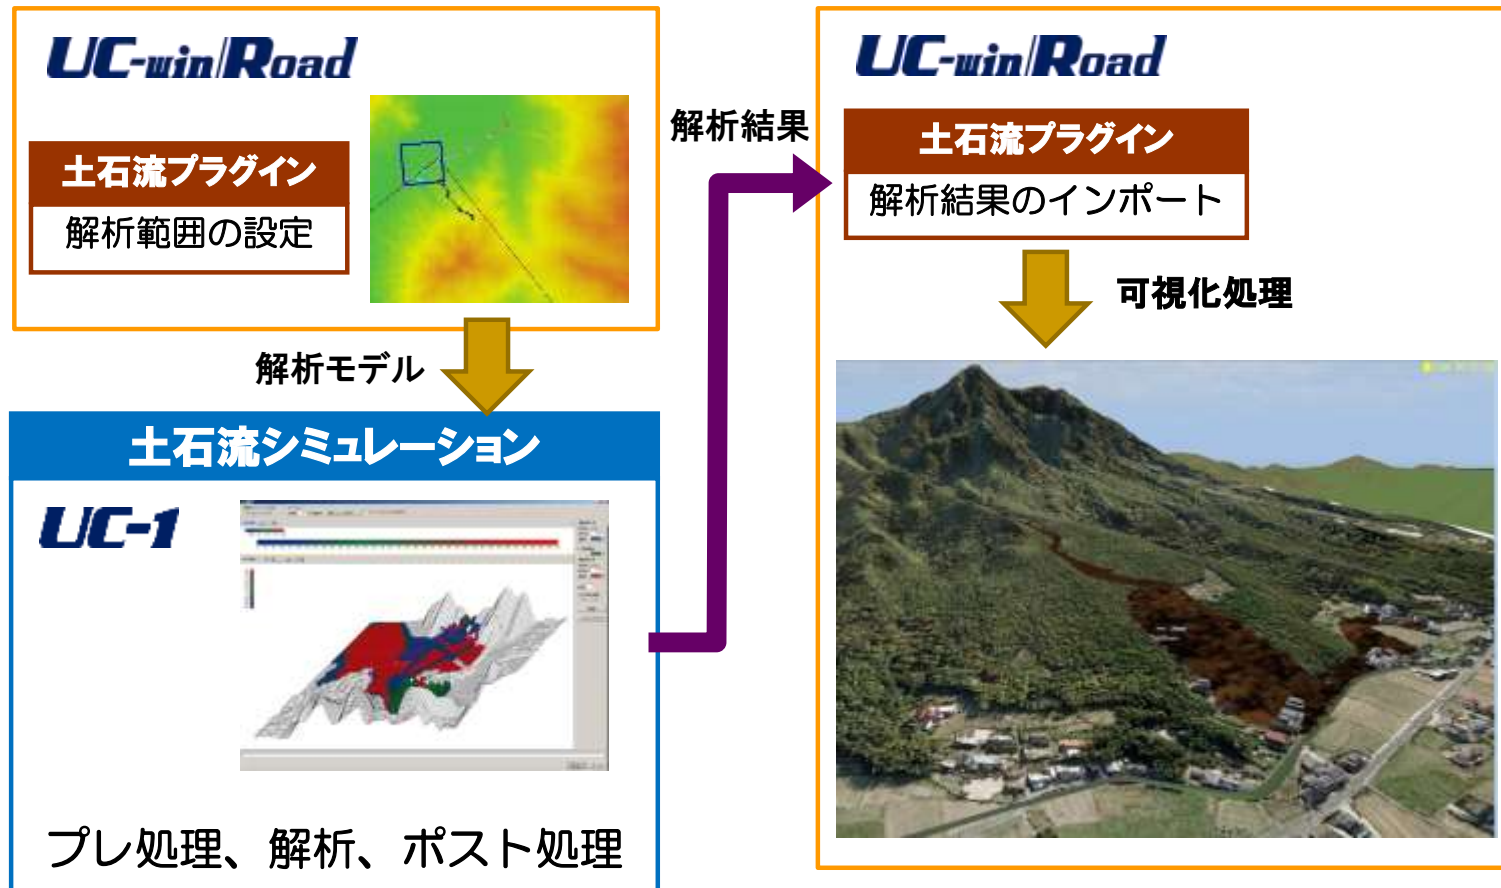 UC-win/Road
土石流プラグイン
解析範囲の設定
解析モデル
土石流シミュレーション
UC-1
プレ処理、解析、ポスト処理
解析結果
UC-win/Road
土石流プラグイン
解析結果のインポート
可視化処理